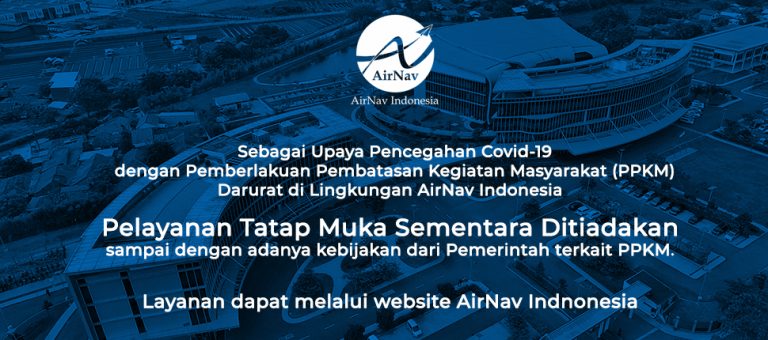 AirNav
AirNav Indonesia
Sebagai Upaya Pencegahan Covid-19
dengan Pemberlakuan Pembatasan Kegiatan Masyarakat (PPKM)
Darurat di Lingkungan AirNav Indonesia
Pelayanan Tatap Muka Sementara Ditiadakan
sampai dengan adanya kebijakan dari Pemerintah terkait PPKM.
Layanan dapat melalui website AirNav Indnonesia